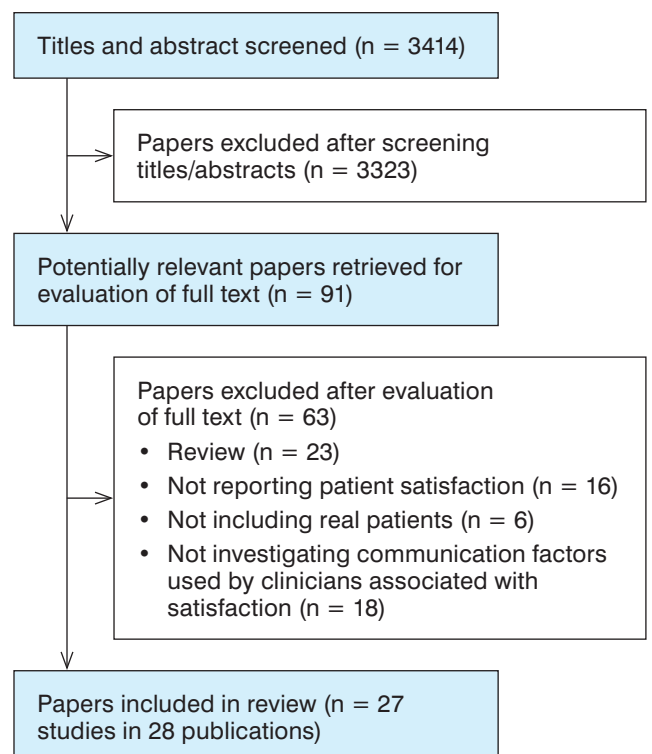 Titles and abstract screened (n = 3414)
Papers excluded after screening
titles/abstracts (n = 3323)
Potentially relevant papers retrieved for
evaluation of full text (n = 91)
Papers excluded after evaluation
of full text (n = 63)
• Review (n = 23)
• Not reporting patient satisfaction (n = 16)
• Not including real patients (n = 6)
• Not investigating communication factors
used by clinicians associated with
satisfaction (n = 18)
Papers included in review (n = 27
studies in 28 publications)